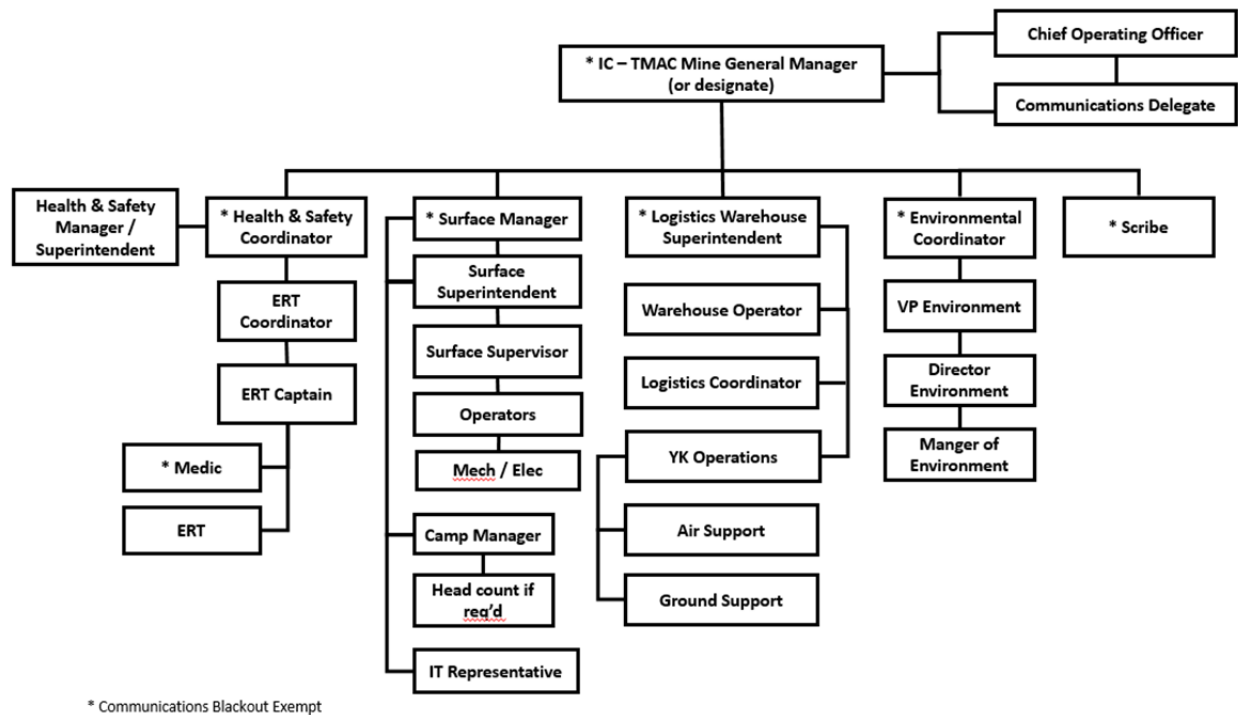 Chief Operating Officer
* IC – TMAC Mine General Manager
(or designate)
Communications Delegate
Health & Safety
Manager /
Superintendent
* Health & Safety
Coordinator
* Surface Manager
* Logistics Warehouse
Superintendent
* Environmental
Coordinator
* Scribe
ERT
Coordinator
Surface
Superintendent
Warehouse Operator
VP Environment
ERT Captain
Surface Supervisor
Logistics Coordinator
Director
Environment
Operators
* Medic
Mech / Elec
YK Operations
Manger of
Environment
ERT
Camp Manager
Air Support
Head count if
req'd
Ground Support
IT Representative
* Communications Blackout Exempt